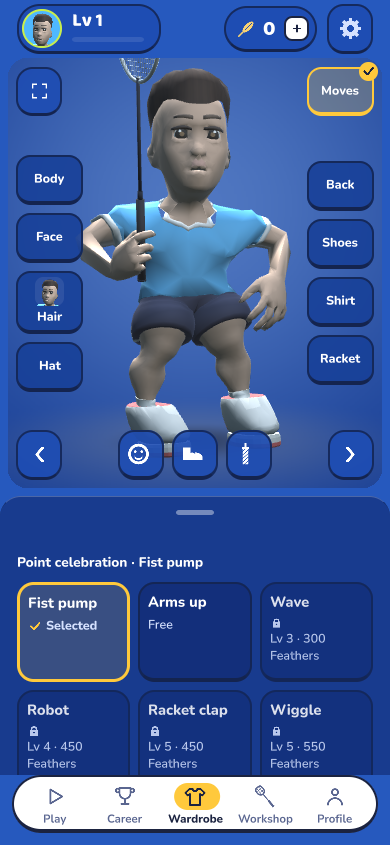 Lv 1
0
Moves
Body
Back
Face
Shoes
Hair
Shirt
Hat
Racket
Point celebration · Fist pump
Fist pump
Selected
Arms up
Free
Wave
Lv 3 · 300
Feathers
Robot
Lv 4 · 450
Feathers
Racket clap
Lv 5 · 450
Feathers
Wiggle
Lv 5 · 550
Feathers
Play
Career
Wardrobe
Workshop
Profile